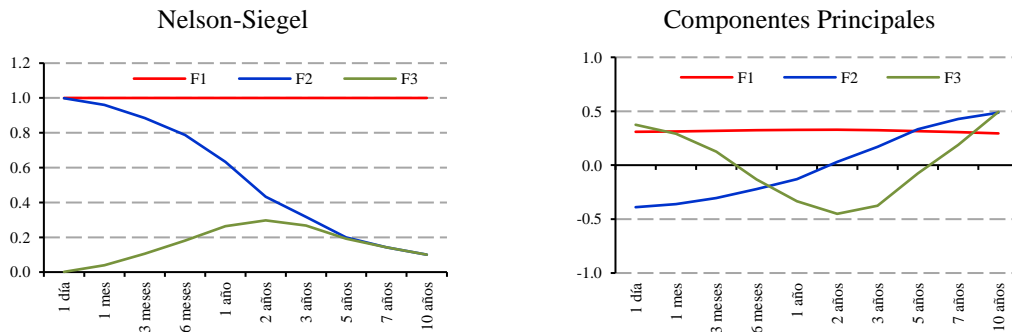 Nelson-Siegel
1.2
1.0
0.8
0.6
0.4
0.2
0.0
F1 F2 F3
1 día
1 mes
3 meses
6 meses
1 año
2 años
3 años
5 años
7 años
10 años
Componentes Principales
1.0
0.5
0.0
-0.5
-1.0
F1 F2 F3
1 día
1 mes
3 meses
6 meses
1 año
2 años
3 años
5 años
7 años
10 años